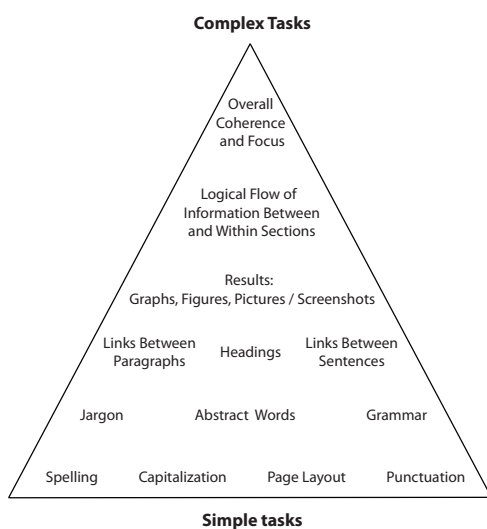 Complex Tasks
Overall
Coherence
and Focus
Logical Flow of
Information Between
and Within Sections
Results:
Graphs, Figures, Pictures / Screenshots
Links Between
Paragraphs
Headings
Links Between
Sentences
Jargon
Abstract Words
Grammar
Spelling
Capitalization
Page Layout
Punctuation
Simple tasks